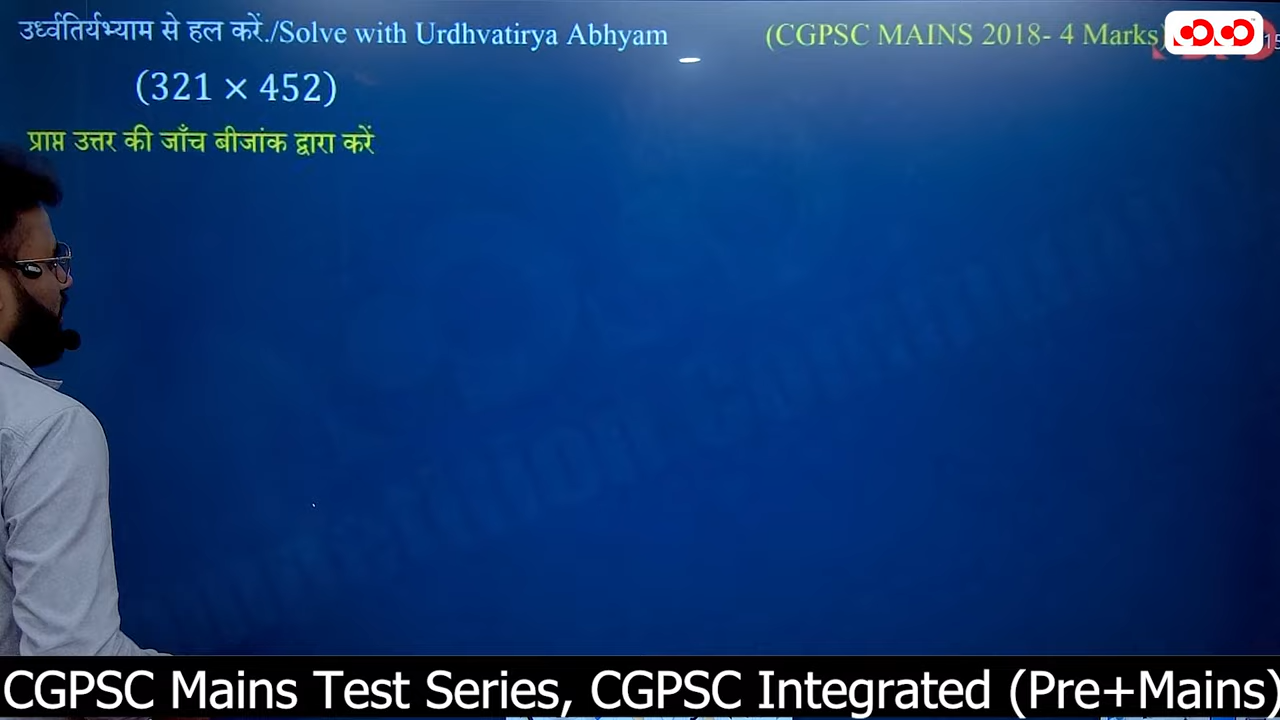 उर्ध्वतिर्यभ्याम से हल करें./Solve with Urdhvatirya Abhyam (CGPSC MAINS 2018- 4 Marks)
(321 × 452)
प्राप्त उत्तर की जाँच बीजांक द्वारा करें
CGPSC Mains Test Series, CGPSC Integrated (Pre+Mains)